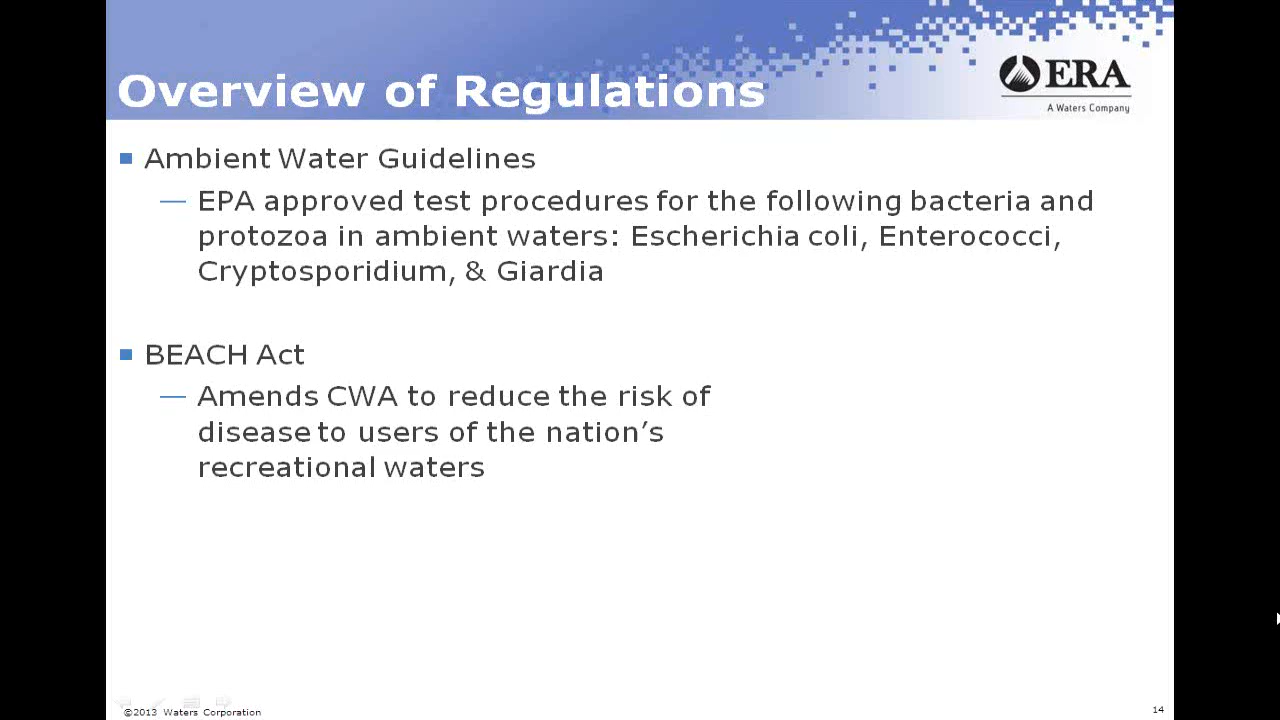 Overview of Regulations
ERA
A Waters Company
Ambient Water Guidelines
— EPA approved test procedures for the following bacteria and
protozoa in ambient waters: Escherichia coli, Enterococci,
Cryptosporidium, & Giardia
BEACH Act
— Amends CWA to reduce the risk of
disease to users of the nation’s
recreational waters
©2013 Waters Corporation
14